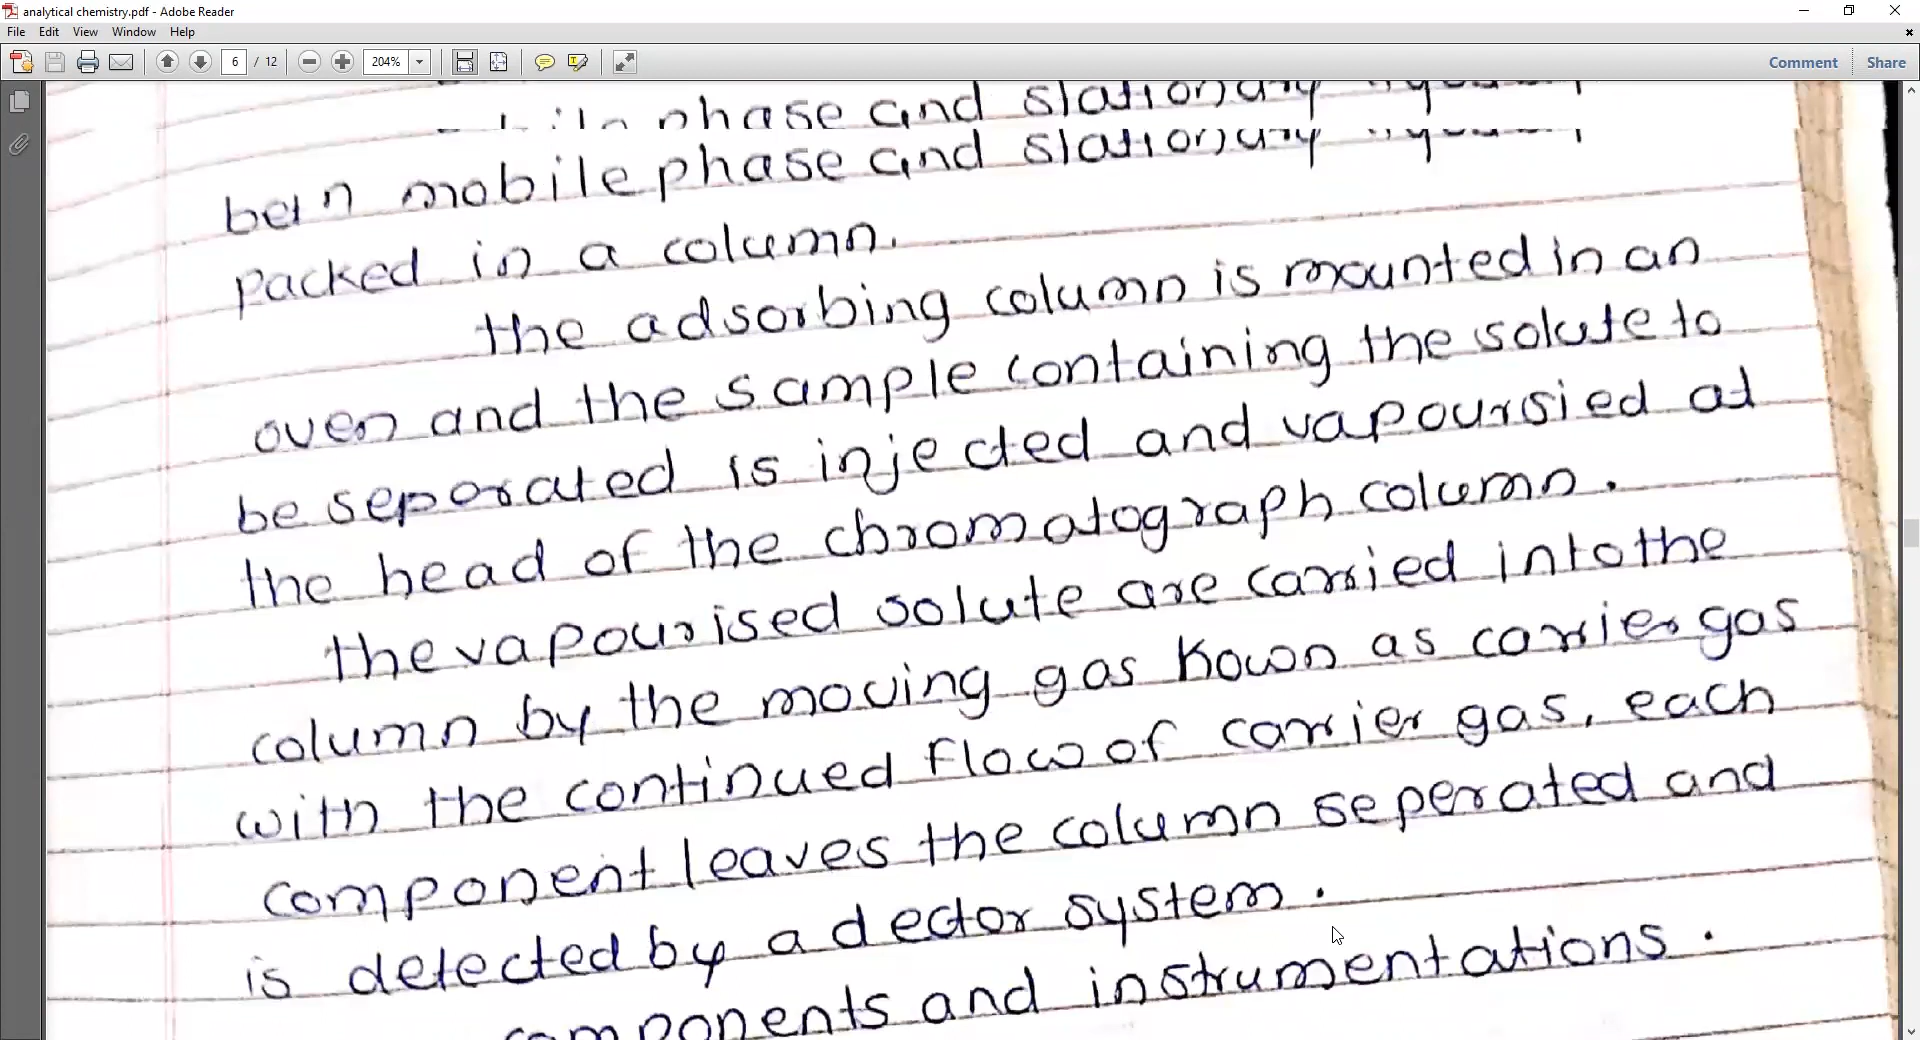 analytical chemistry.pdf - Adobe Reader
File Edit View Window Help
6 / 12 204% Comment Share
phase and stationary
bein mobile phase and stationary
packed in a column.
the adsorbing column is mounted in an
oven and the sample containing the solute to
be seperated is injected and vapoursied at
the head of the chromatograph column.
the vapourised solute are carried into the
column by the moving gas kown as carrier gas
with the continued flow of carrier gas, each
component leaves the column seperated and
is detected by a dector system.
components and instrumentations.